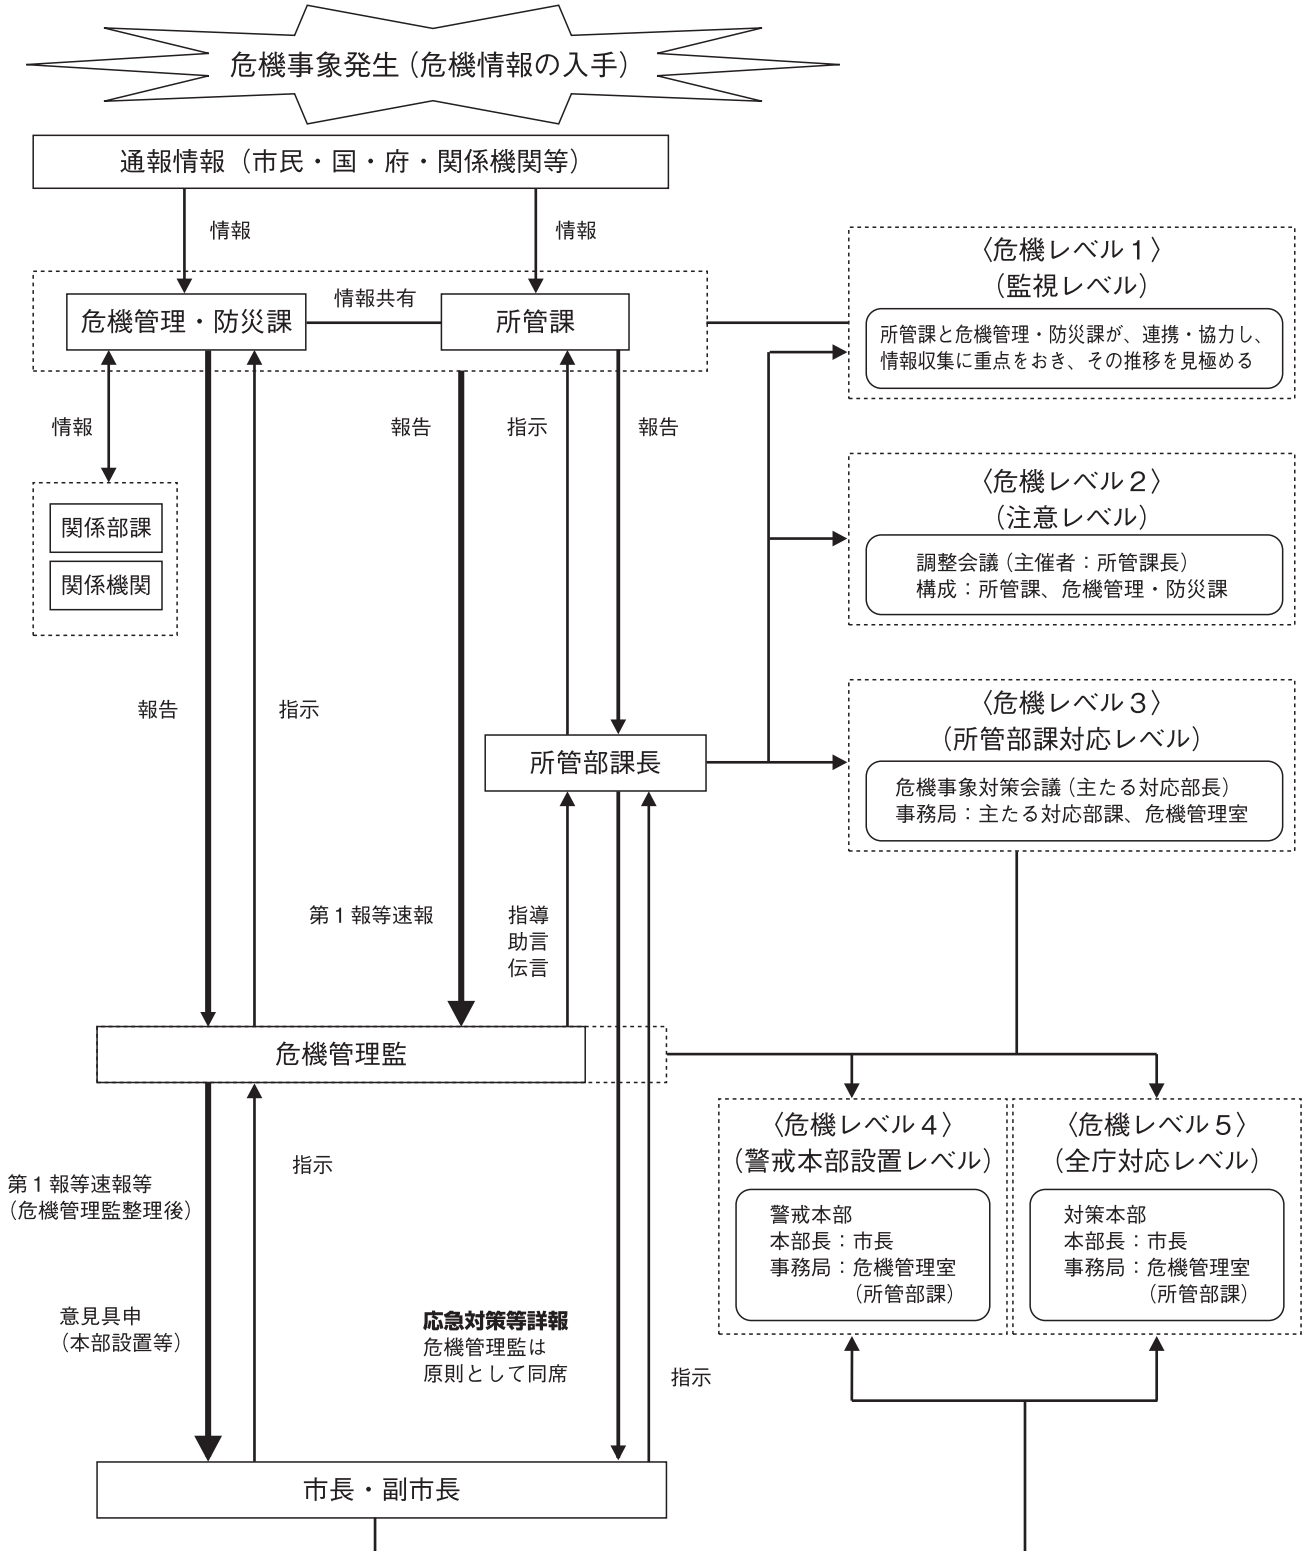 危機事象発生（危機情報の入手）
通報情報（市民・国・府・関係機関等）
情報
情報
危機管理・防災課
情報共有
所管課
〈危機レベル１〉
（監視レベル）
所管課と危機管理・防災課が、連携・協力し、
情報収集に重点をおき、その推移を見極める
情報
報告
指示
報告
関係部課
関係機関
〈危機レベル２〉
（注意レベル）
調整会議（主催者：所管課長）
構成：所管課、危機管理・防災課
報告
指示
所管部課長
〈危機レベル３〉
（所管部課対応レベル）
危機事象対策会議（主たる対応部長）
事務局：主たる対応部課、危機管理室
第１報等速報
指導
助言
伝言
危機管理監
〈危機レベル４〉
（警戒本部設置レベル）
警戒本部
本部長：市長
事務局：危機管理室
（所管部課）
〈危機レベル５〉
（全庁対応レベル）
対策本部
本部長：市長
事務局：危機管理室
（所管部課）
指示
第１報等速報等
（危機管理監整理後）
意見具申
（本部設置等）
応急対策等詳報
危機管理監は
原則として同席
指示
市長・副市長